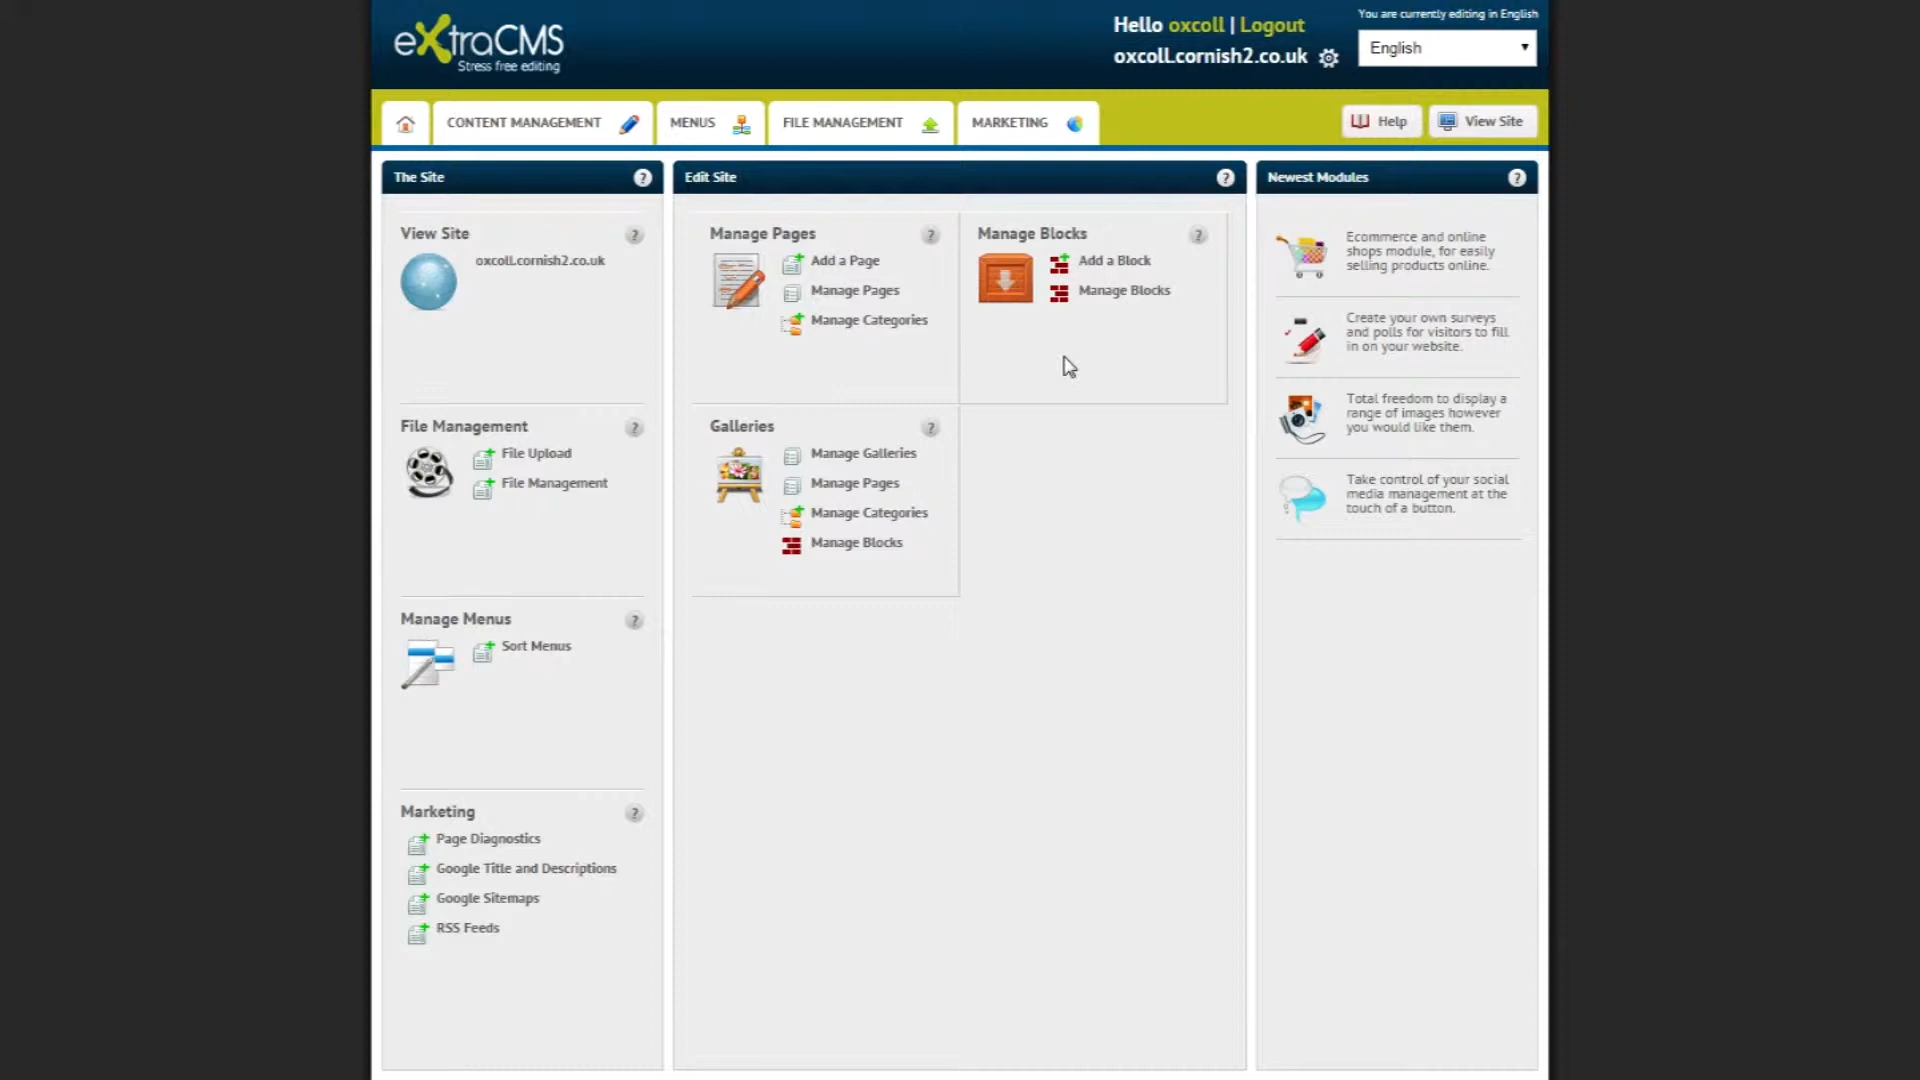 eXtraCMS
Stress free editing
Hello oxcoll | Logout
oxcoll.cornish2.co.uk
You are currently editing in English
English
CONTENT MANAGEMENT
MENUS
FILE MANAGEMENT
MARKETING
Help
View Site
The Site
?
View Site
?
oxcoll.cornish2.co.uk
File Management
?
File Upload
File Management
Manage Menus
?
Sort Menus
Marketing
?
Page Diagnostics
Google Title and Descriptions
Google Sitemaps
RSS Feeds
Edit Site
?
Manage Pages
?
Add a Page
Manage Pages
Manage Categories
Manage Blocks
?
Add a Block
Manage Blocks
Galleries
?
Manage Galleries
Manage Pages
Manage Categories
Manage Blocks
Newest Modules
?
Ecommerce and online
shops module, for easily
selling products online.
Create your own surveys
and polls for visitors to fill
in on your website.
Total freedom to display a
range of images however
you would like them.
Take control of your social
media management at the
touch of a button.